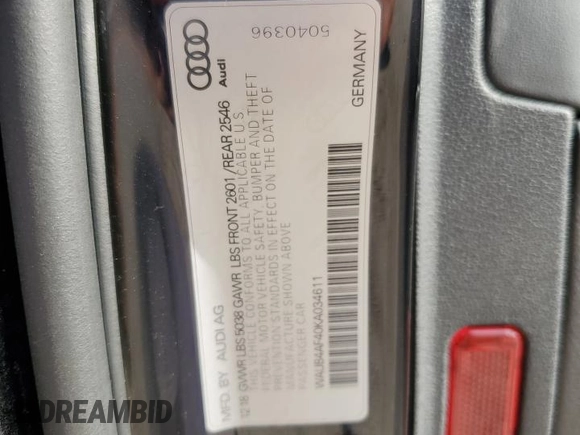 MFD. BY AUDI AG
12.18 GVWR LBS 5038 GAWR LBS FRONT 2601/REAR 2546
THIS VEHICLE CONFORMS TO ALL APPLICABLE U.S.
FEDERAL MOTOR VEHICLE SAFETY, BUMPER AND THEFT
PREVENTION STANDARDS IN EFFECT ON THE DATE OF
MANUFACTURE SHOWN ABOVE
PASSENGER CAR
WAUB4AF40KA034611
GERMANY
Audi
5040396
IDREAMBID